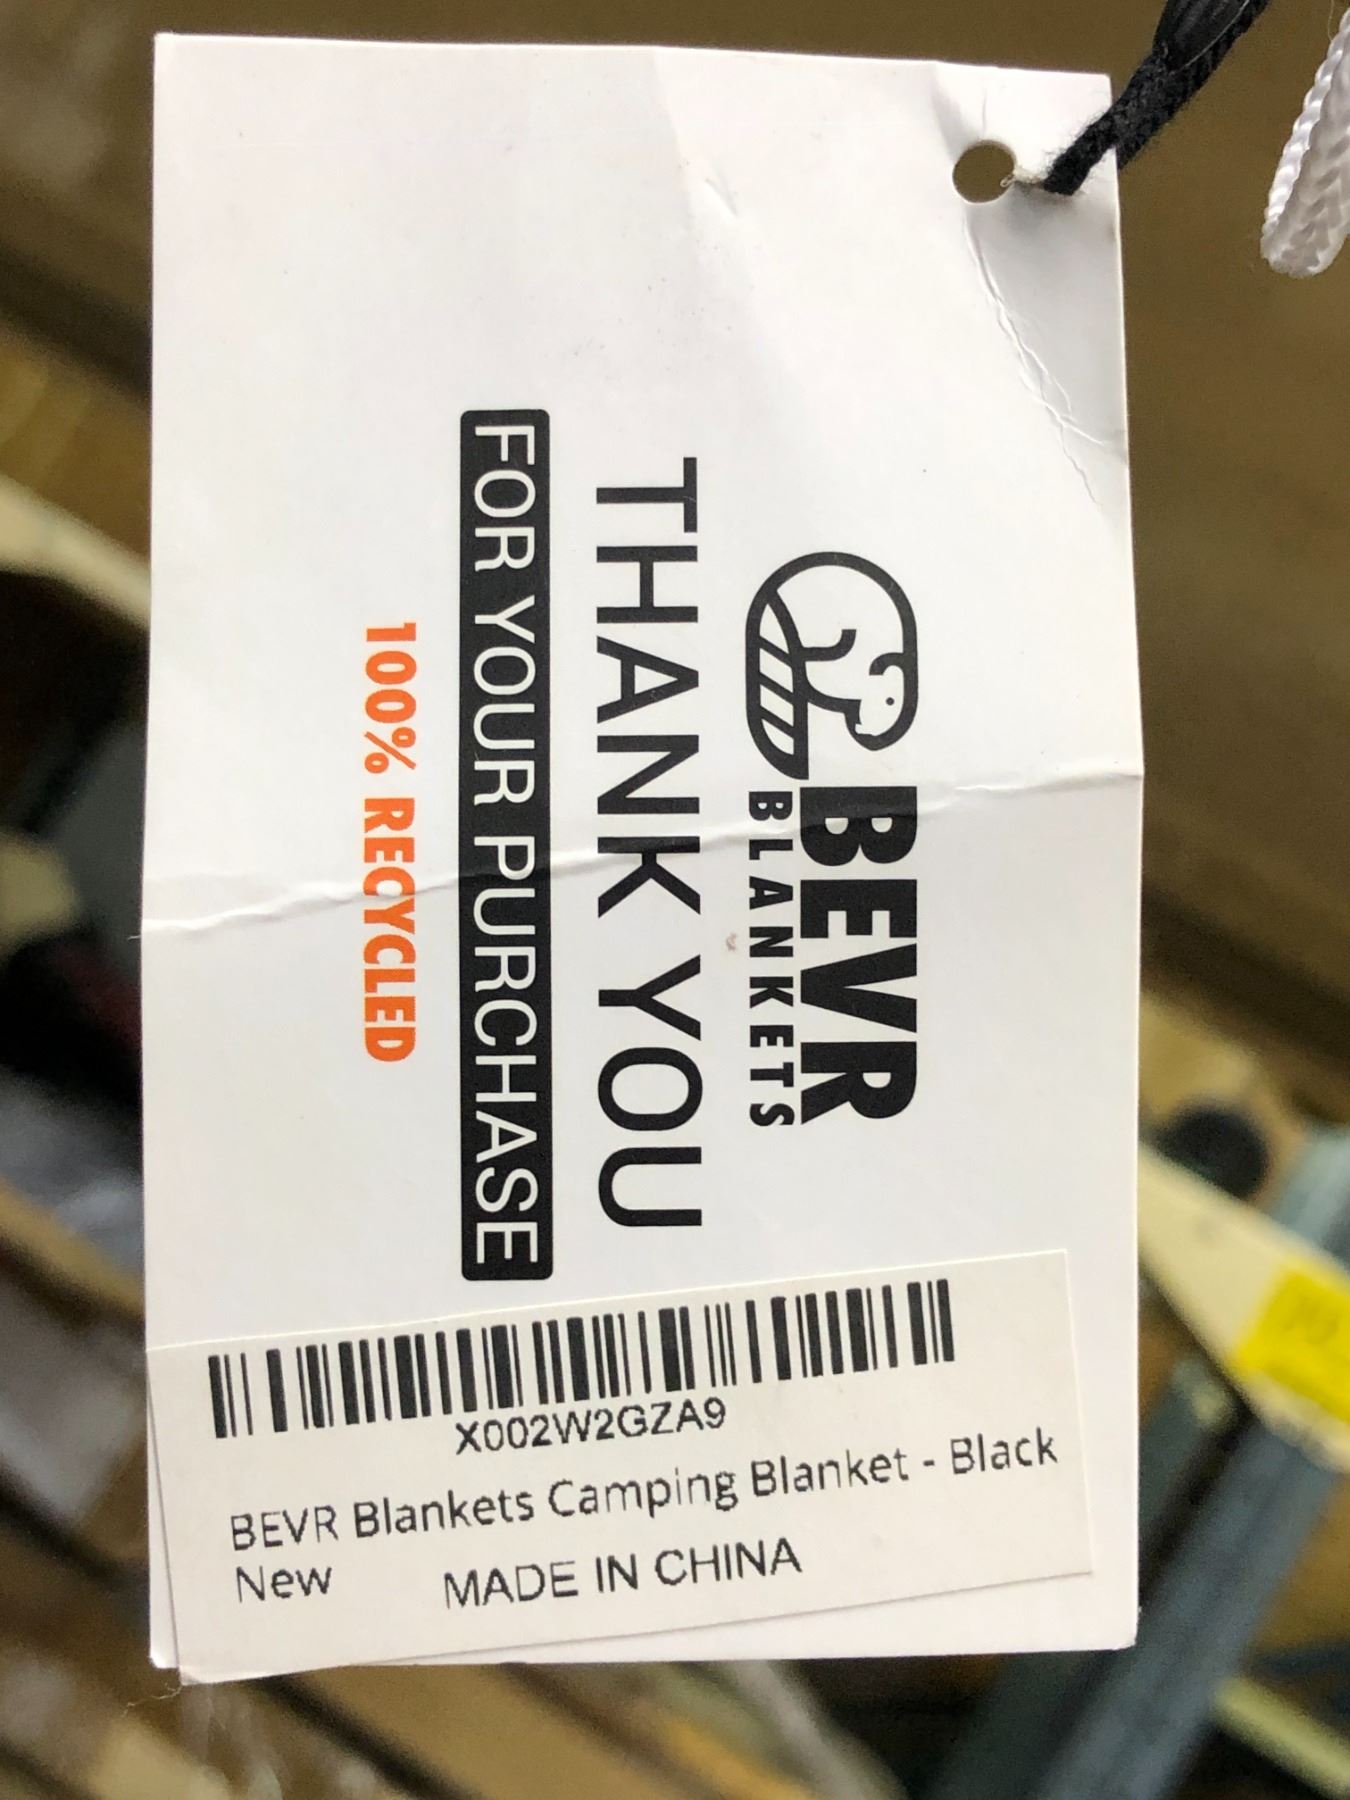 BEVR
BLANKETS
THANK YOU
FOR YOUR PURCHASE
100% RECYCLED
X002W2GZA9
BEVR Blankets Camping Blanket - Black
New MADE IN CHINA